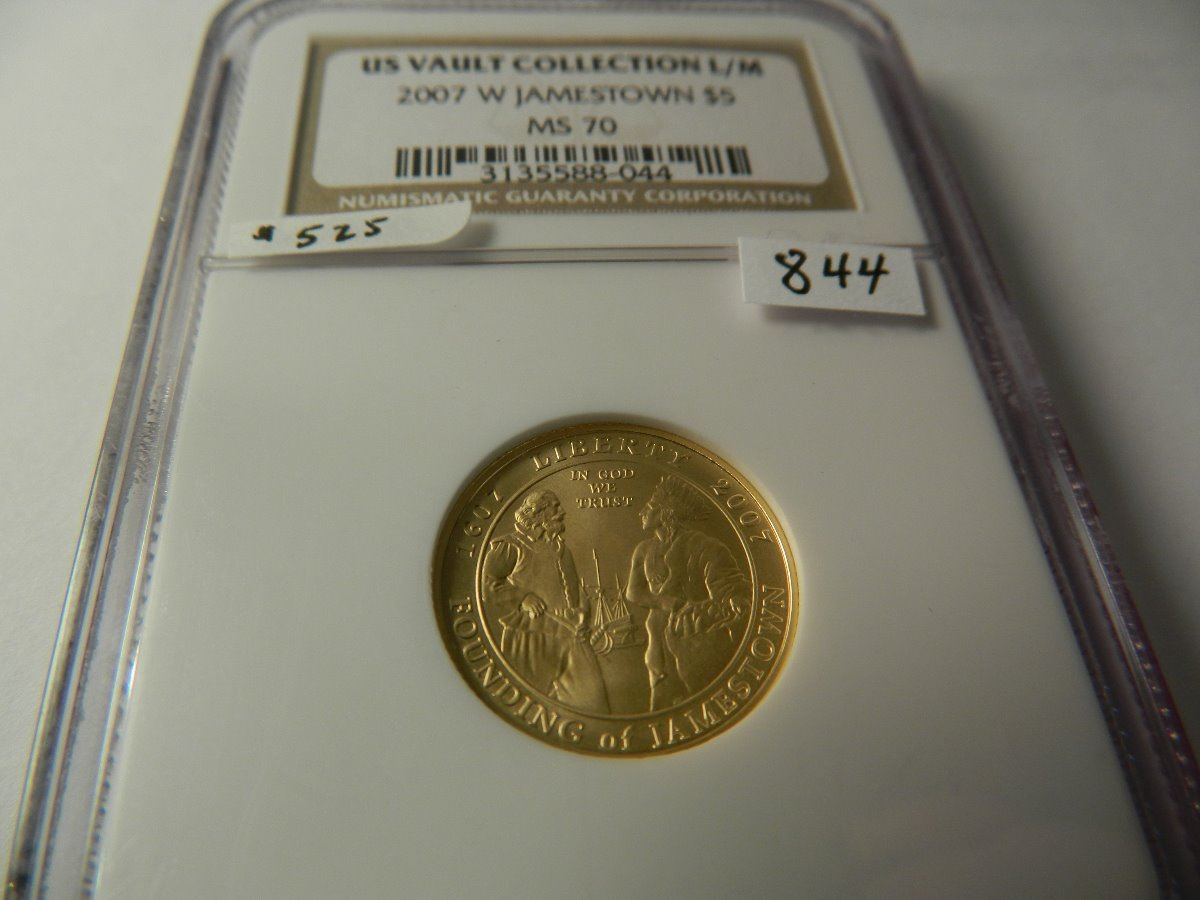 US VAULT COLLECTION L/M
2007 W JAMESTOWN $5
MS 70
3135588-044
NUMISMATIC GUARANTY CORPORATION
$525
844
1607 LIBERTY 2007
IN GOD
WE
TRUST
FOUNDING of JAMESTOWN